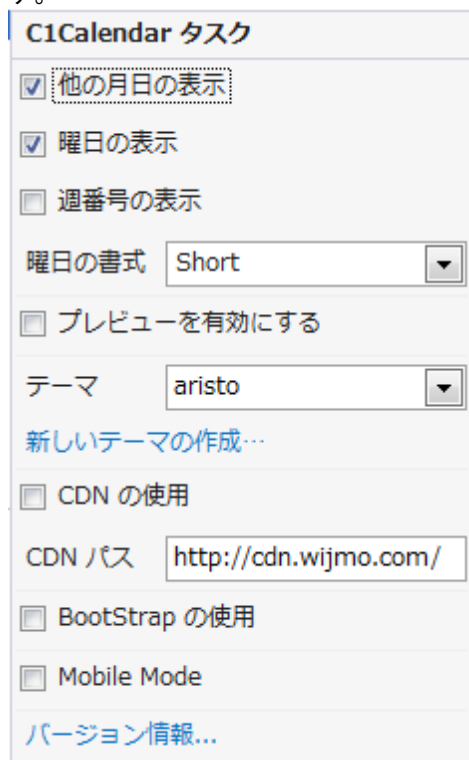 す。
C1Calendar タスク
他の月日の表示
曜日の表示
週番号の表示
曜日の書式 Short
プレビューを有効にする
テーマ aristo
新しいテーマの作成…
CDN の使用
CDN パス http://cdn.wijmo.com/
BootStrap の使用
Mobile Mode
バージョン情報...